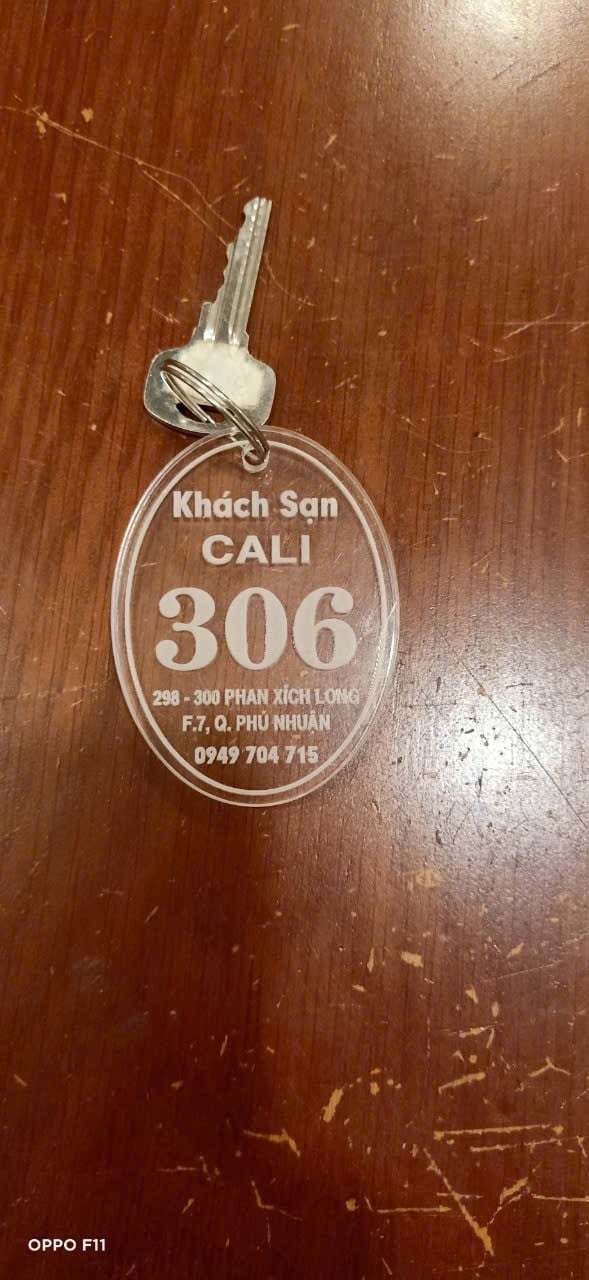 Khách Sạn
CALI
306
298 - 300 PHAN XÍCH LONG
F.7, Q. PHÚ NHUẬN
0949 704 715
OPPO F11